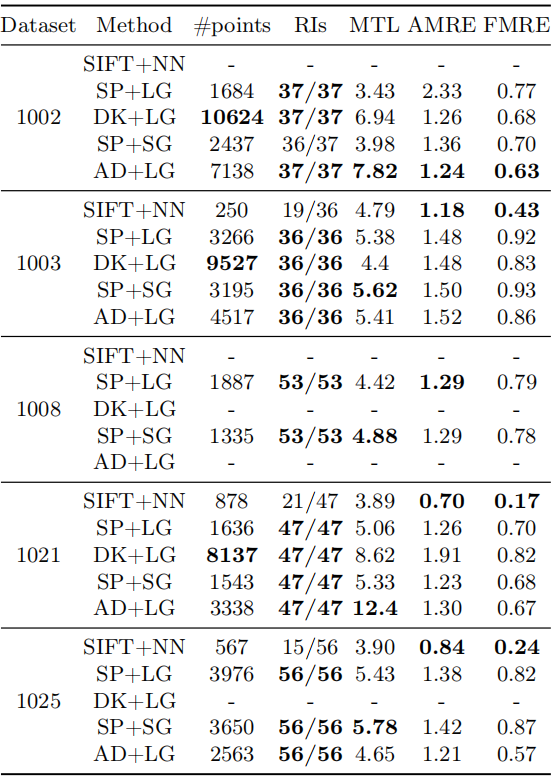 Dataset Method #points RIs MTL AMRE FMRE
SIFT+NN - - - - -
SP+LG 1684 37/37 3.43 2.33 0.77
1002 DK+LG 10624 37/37 6.94 1.26 0.68
SP+SG 2437 36/37 3.98 1.36 0.70
AD+LG 7138 37/37 7.82 1.24 0.63
SIFT+NN 250 19/36 4.79 1.18 0.43
SP+LG 3266 36/36 5.38 1.48 0.92
1003 DK+LG 9527 36/36 4.4 1.48 0.83
SP+SG 3195 36/36 5.62 1.50 0.93
AD+LG 4517 36/36 5.41 1.52 0.86
SIFT+NN - - - - -
SP+LG 1887 53/53 4.42 1.29 0.79
1008 DK+LG - - - - -
SP+SG 1335 53/53 4.88 1.29 0.78
AD+LG - - - - -
SIFT+NN 878 21/47 3.89 0.70 0.17
SP+LG 1636 47/47 5.06 1.26 0.70
1021 DK+LG 8137 47/47 8.62 1.91 0.82
SP+SG 1543 47/47 5.33 1.23 0.68
AD+LG 3338 47/47 12.4 1.30 0.67
SIFT+NN 567 15/56 3.90 0.84 0.24
SP+LG 3976 56/56 5.43 1.38 0.82
1025 DK+LG - - - - -
SP+SG 3650 56/56 5.78 1.42 0.87
AD+LG 2563 56/56 4.65 1.21 0.57